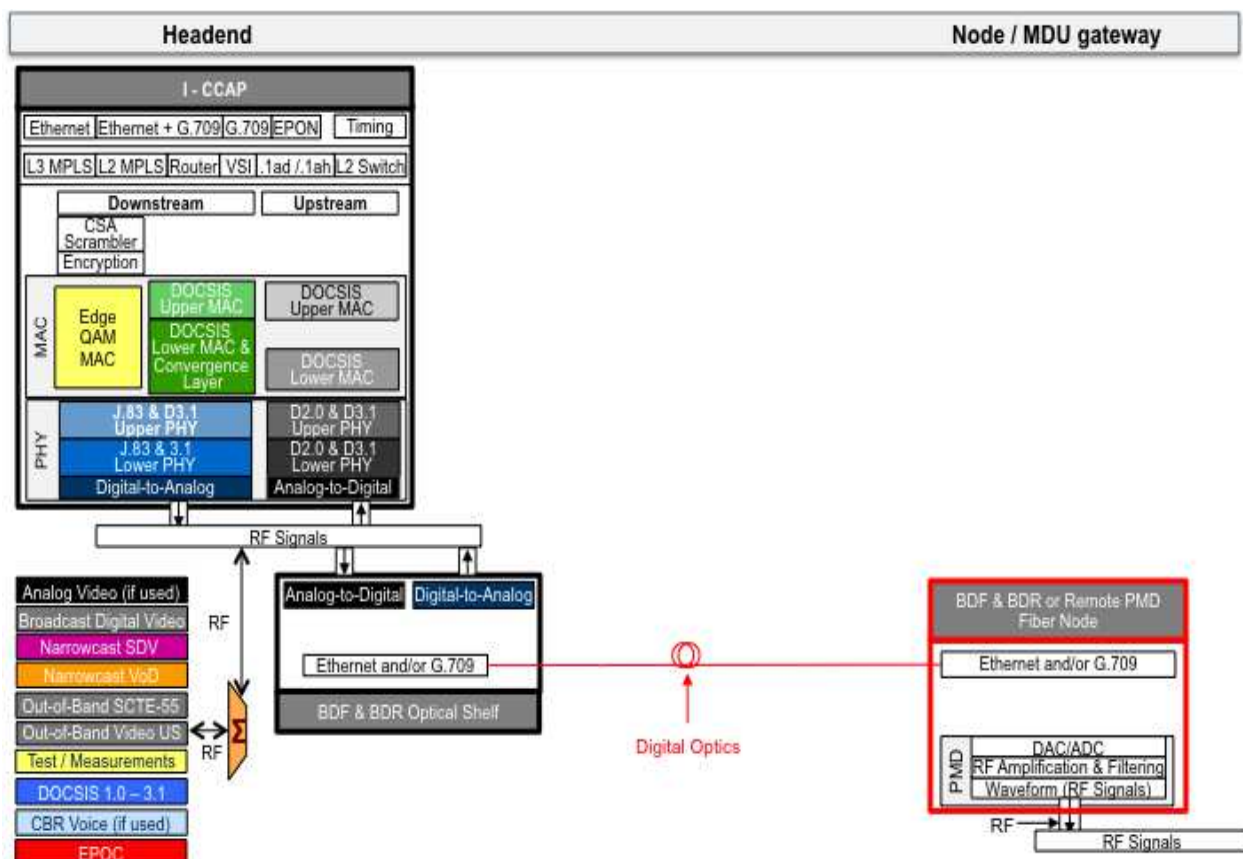 Headend
Node / MDU gateway
I - CCAP
Ethernet
Ethernet + G.709
G.709
EPON
Timing
L3 MPLS
L2 MPLS
Router
VSI
.1ad /.1ah
L2 Switch
Downstream
Upstream
CSA
Scrambler
Encryption
MAC
Edge
QAM
MAC
DOCSIS
Upper MAC
DOCSIS
Lower MAC &
Convergence
Layer
DOCSIS
Upper MAC
DOCSIS
Lower MAC
PHY
J.83 & D3.1
Upper PHY
J.83 & 3.1
Lower PHY
Digital-to-Analog
D2.0 & D3.1
Upper PHY
D2.0 & D3.1
Lower PHY
Analog-to-Digital
RF Signals
Analog Video (if used)
Broadcast Digital Video
Narrowcast SDV
Narrowcast VoD
Out-of-Band SCTE-55
Out-of-Band Video US
Test / Measurements
DOCSIS 1.0 – 3.1
CBR Voice (if used)
EPOC
RF
RF
Σ
Analog-to-Digital
Digital-to-Analog
Ethernet and/or G.709
BDF & BDR Optical Shelf
Digital Optics
BDF & BDR or Remote PMD
Fiber Node
Ethernet and/or G.709
PMD
DAC/ADC
RF Amplification & Filtering
Waveform (RF Signals)
RF
RF Signals